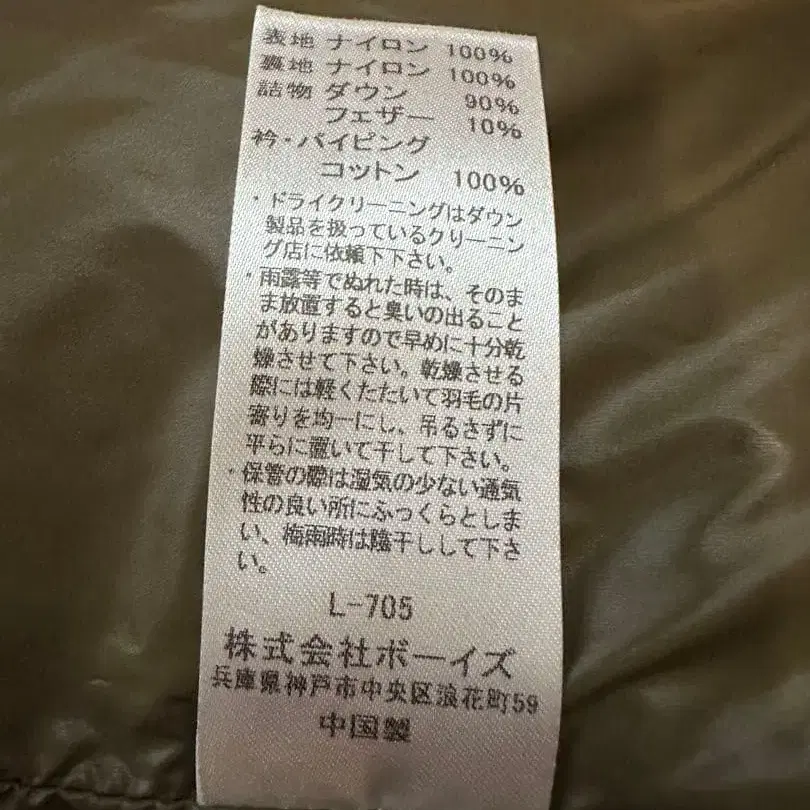 表地 ナイロン 100%
裏地 ナイロン 100%
詰物 ダウン 90%
フェザー 10%
衿・パイピング
コットン 100%
・ドライクリーニングはダウン
製品を扱っているクリーニン
グ店に依頼下下さい。
・雨露等でぬれた時は、そのま
ま放置すると臭いの出ること
がありますので早めに十分乾
燥させて下さい。乾燥させる
際には軽くたたいて羽毛の片
寄りを均一にし、吊るさずに
平らに置いて干して下さい。
・保管の際は湿気の少ない通気
性の良い所にふっくらとしま
い、梅雨時は陰干しして下さ
い。
L-705
株式会社ボーイズ
兵庫県神戸市中央区浪花町59
中国製